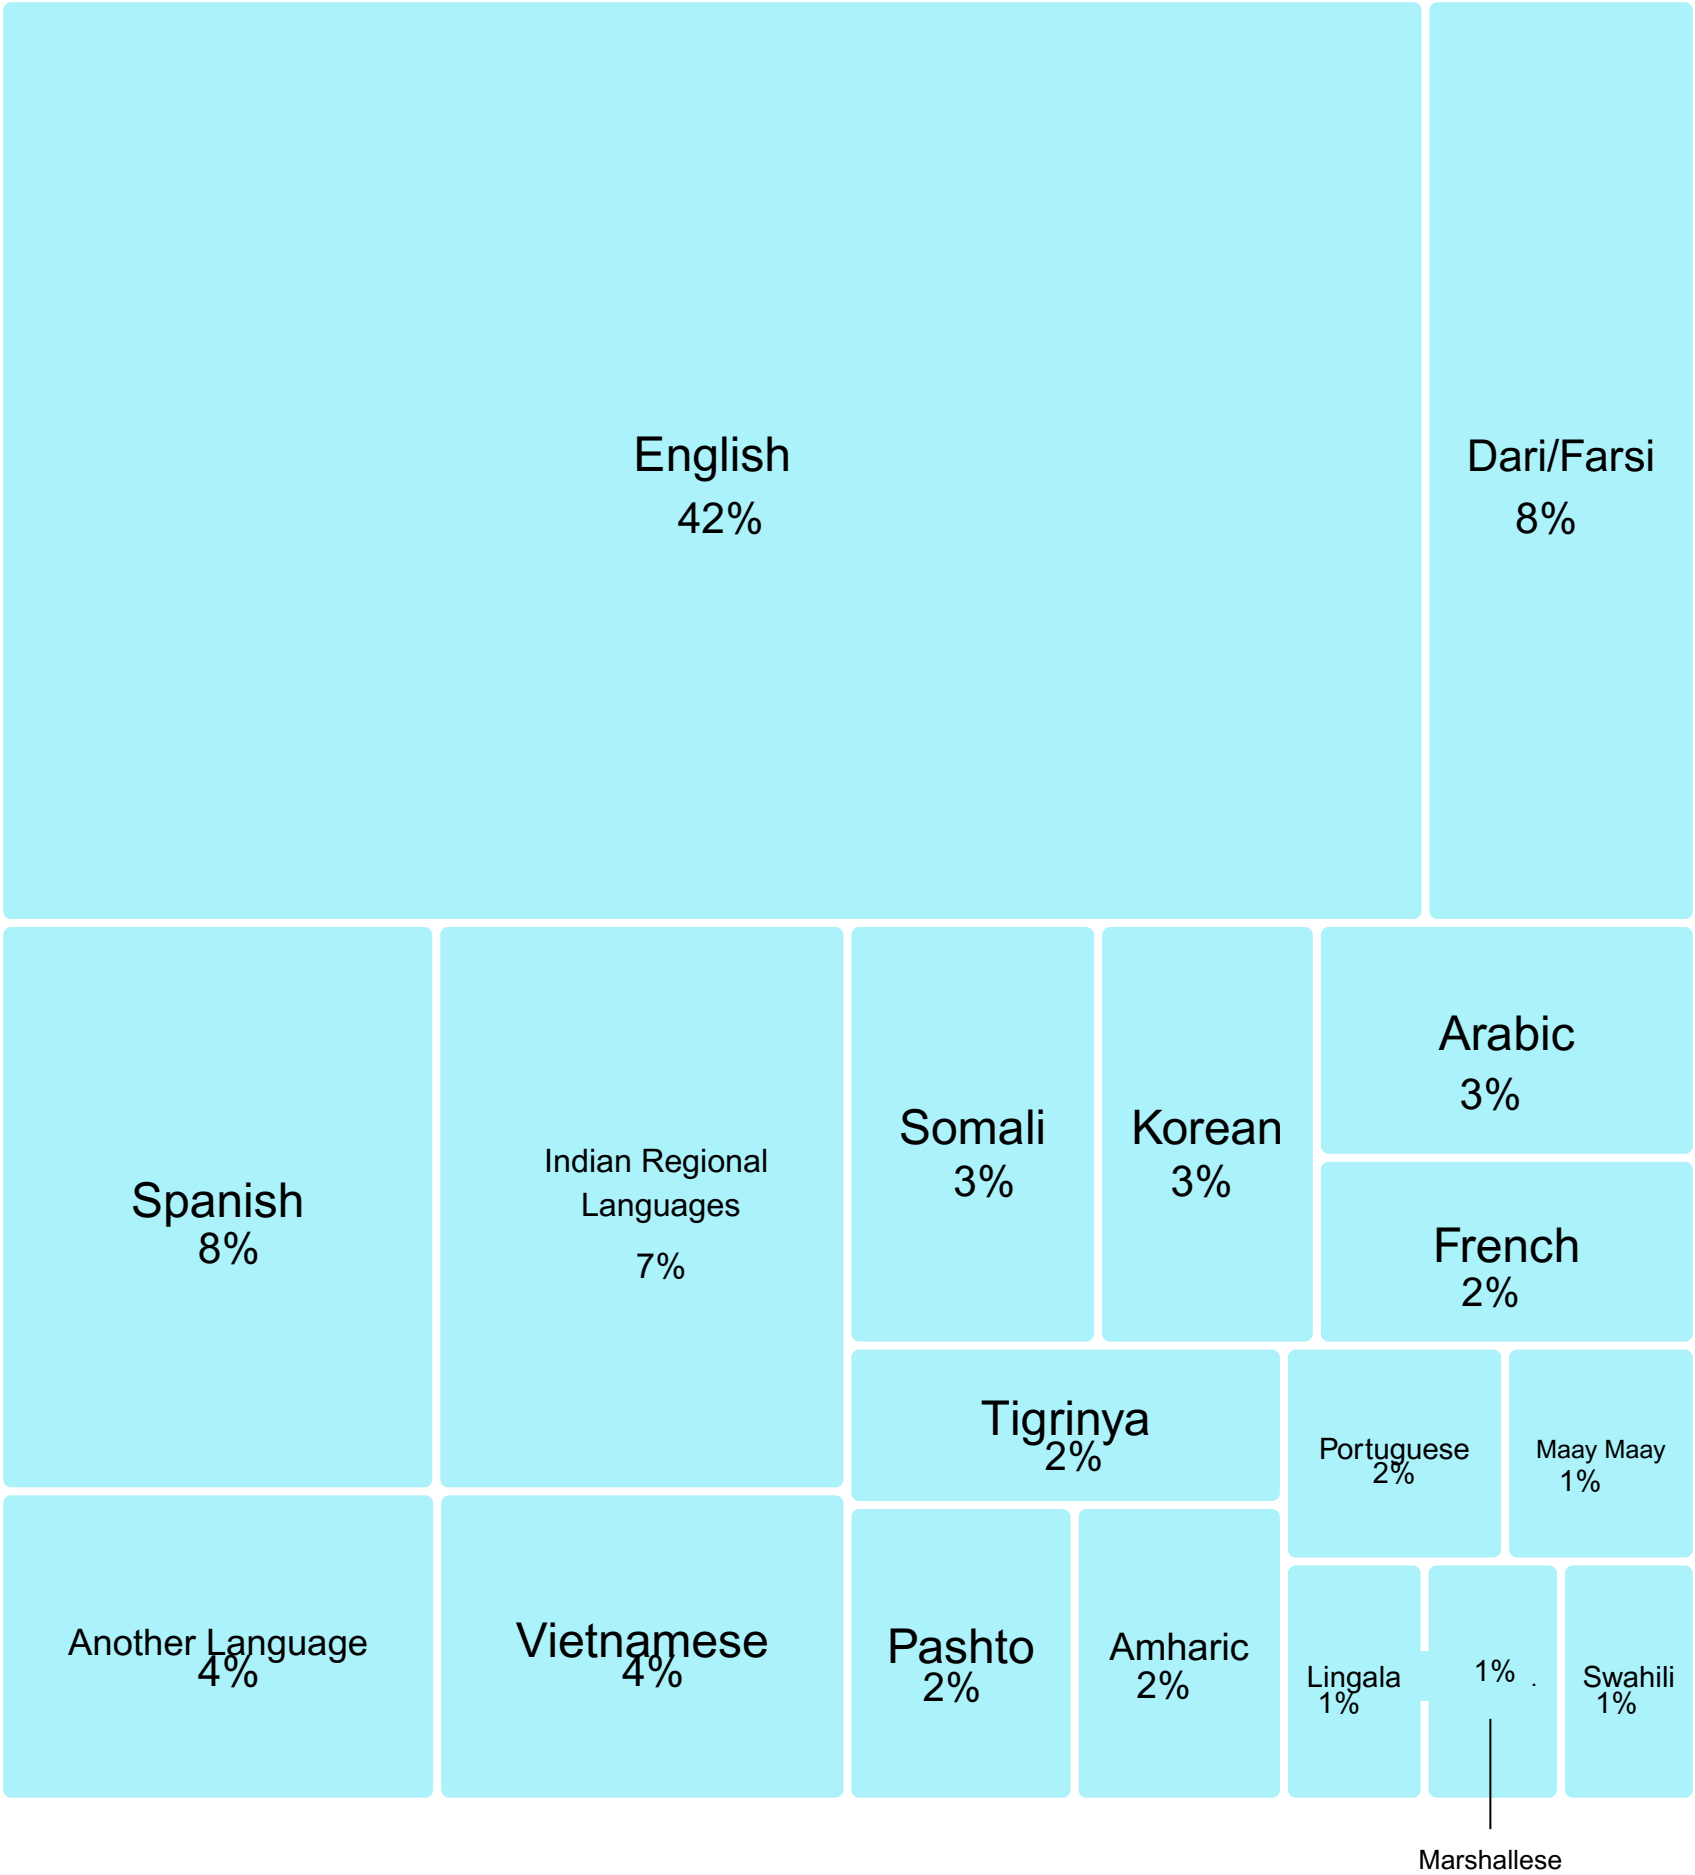 English
42%
Dari/Farsi
8%
Spanish
8%
Indian Regional
Languages
7%
Somali
3%
Korean
3%
Arabic
3%
French
2%
Tigrinya
2%
Portuguese
2%
Maay Maay
1%
Another Language
4%
Vietnamese
4%
Pashto
2%
Amharic
2%
Lingala
1%
1% .
Swahili
1%
Marshallese